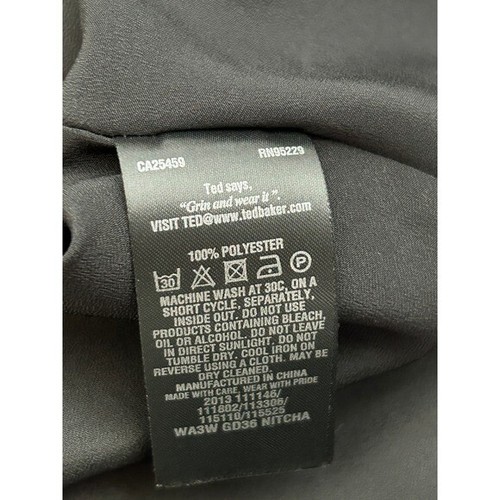 CA25459 RN95229
Ted says,
"Grin and wear it".
VISIT TED@www.tedbaker.com
100% POLYESTER
30 P
MACHINE WASH AT 30C, ON A
SHORT CYCLE, SEPARATELY,
INSIDE OUT. DO NOT USE
PRODUCTS CONTAINING BLEACH,
OIL OR ALCOHOL. DO NOT LEAVE
IN DIRECT SUNLIGHT. DO NOT
TUMBLE DRY. COOL IRON ON
REVERSE USING A CLOTH. MAY BE
DRY CLEANED.
MANUFACTURED IN CHINA
MADE WITH CARE, WEAR WITH PRIDE
2013 111146/
111802/113306/
115110/115525
WA3W GD36 NITCHA